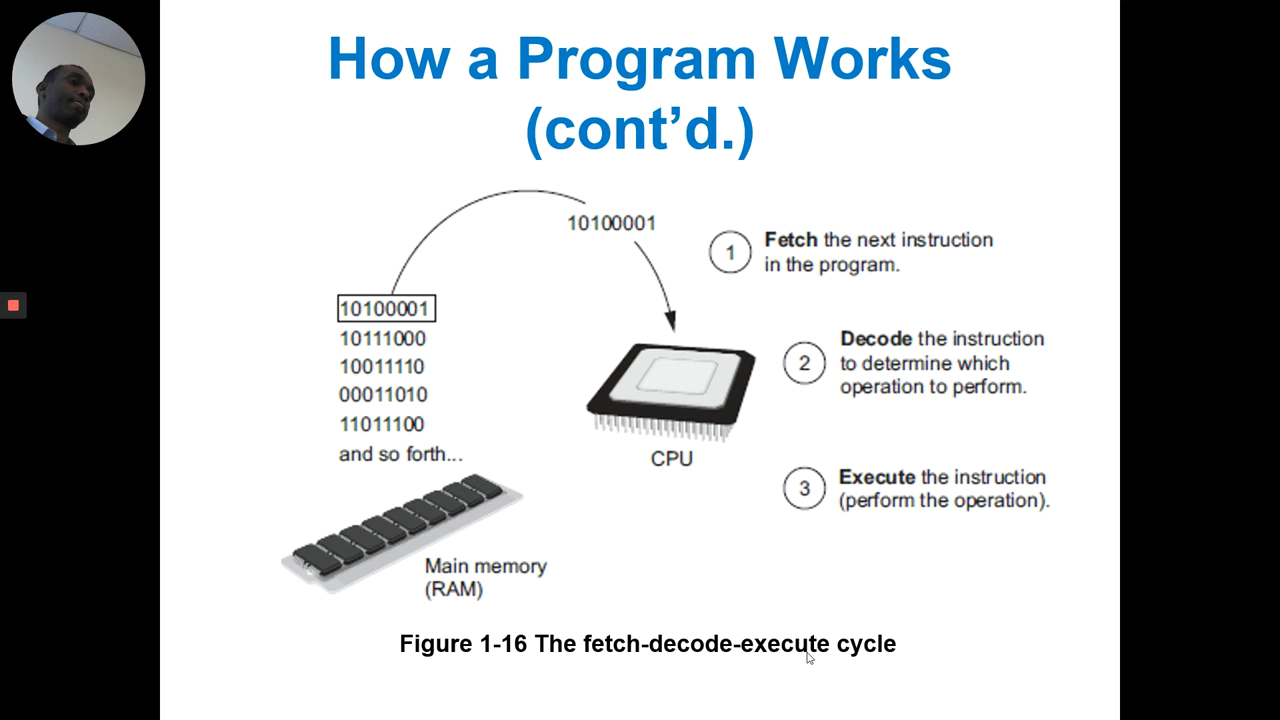 How a Program Works
(cont’d.)
10100001
1
Fetch the next instruction
in the program.
10100001
10111000
10011110
00011010
11011100
and so forth...
2
Decode the instruction
to determine which
operation to perform.
CPU
3
Execute the instruction
(perform the operation).
Main memory
(RAM)
Figure 1-16 The fetch-decode-execute cycle